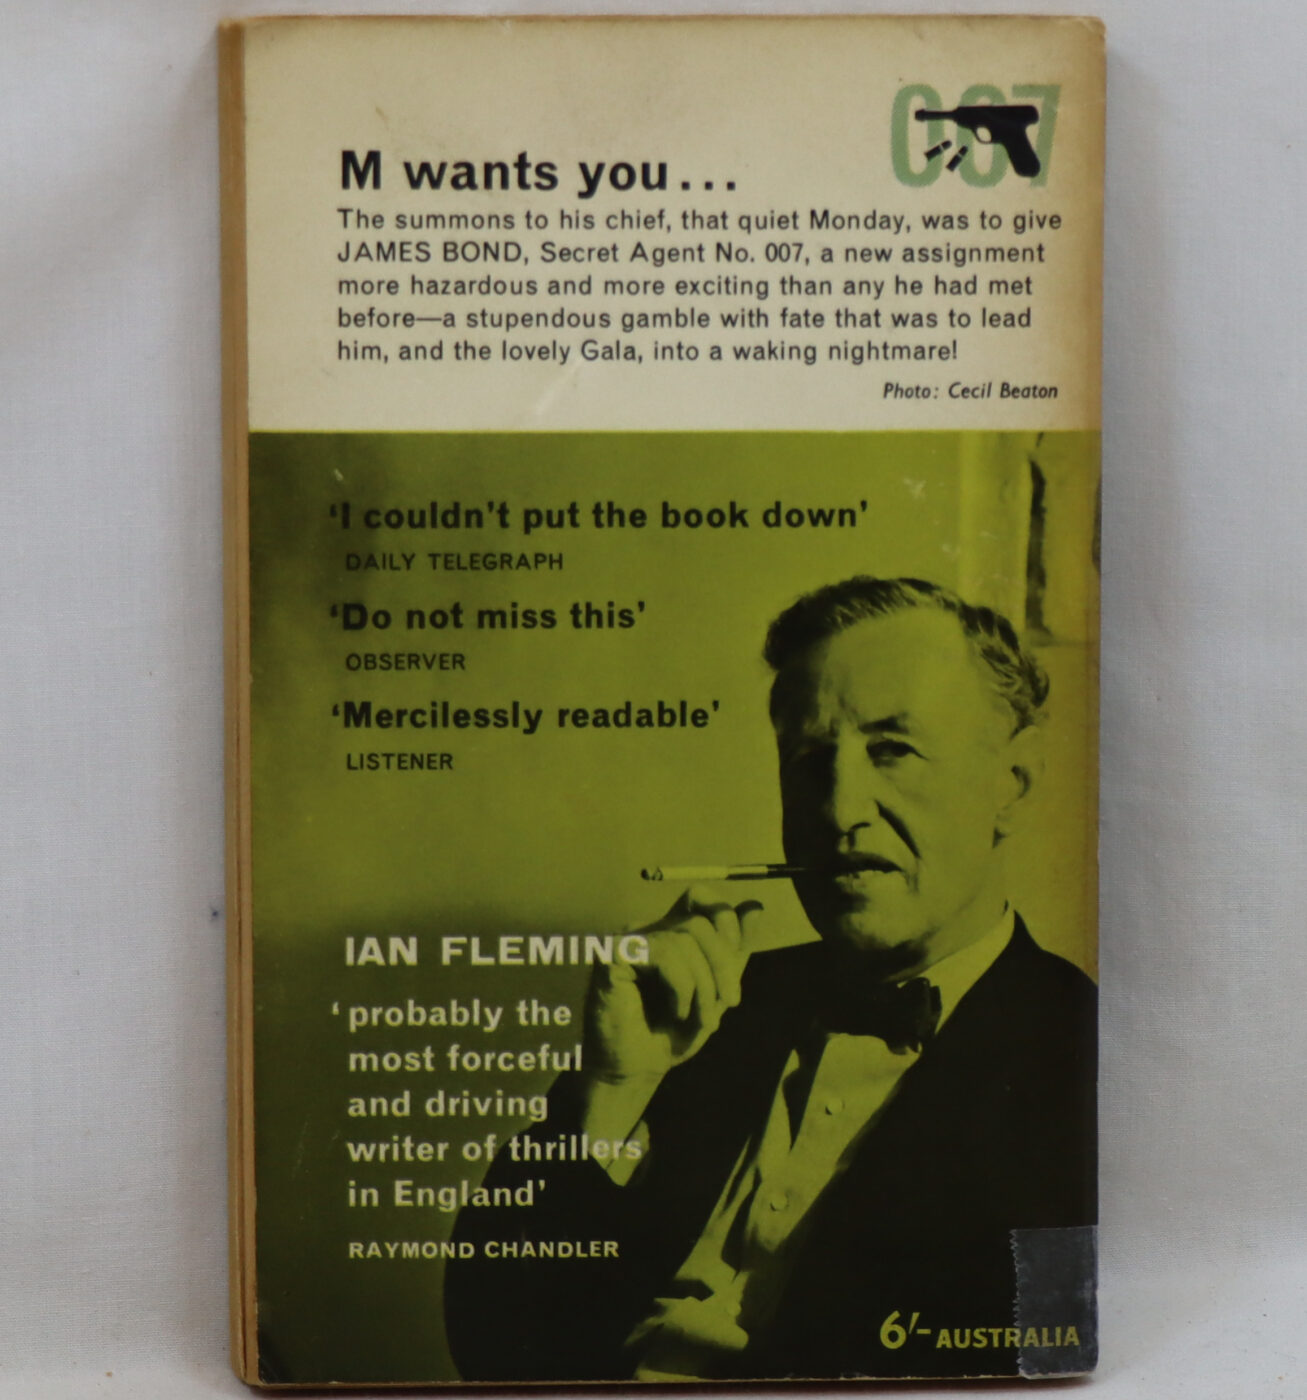 007
M wants you...
The summons to his chief, that quiet Monday, was to give
JAMES BOND, Secret Agent No. 007, a new assignment
more hazardous and more exciting than any he had met
before—a stupendous gamble with fate that was to lead
him, and the lovely Gala, into a waking nightmare!
Photo: Cecil Beaton
‘I couldn’t put the book down’
DAILY TELEGRAPH
‘Do not miss this’
OBSERVER
‘Mercilessly readable’
LISTENER
IAN FLEMING
‘probably the
most forceful
and driving
writer of thrillers
in England’
RAYMOND CHANDLER
6/- AUSTRALIA